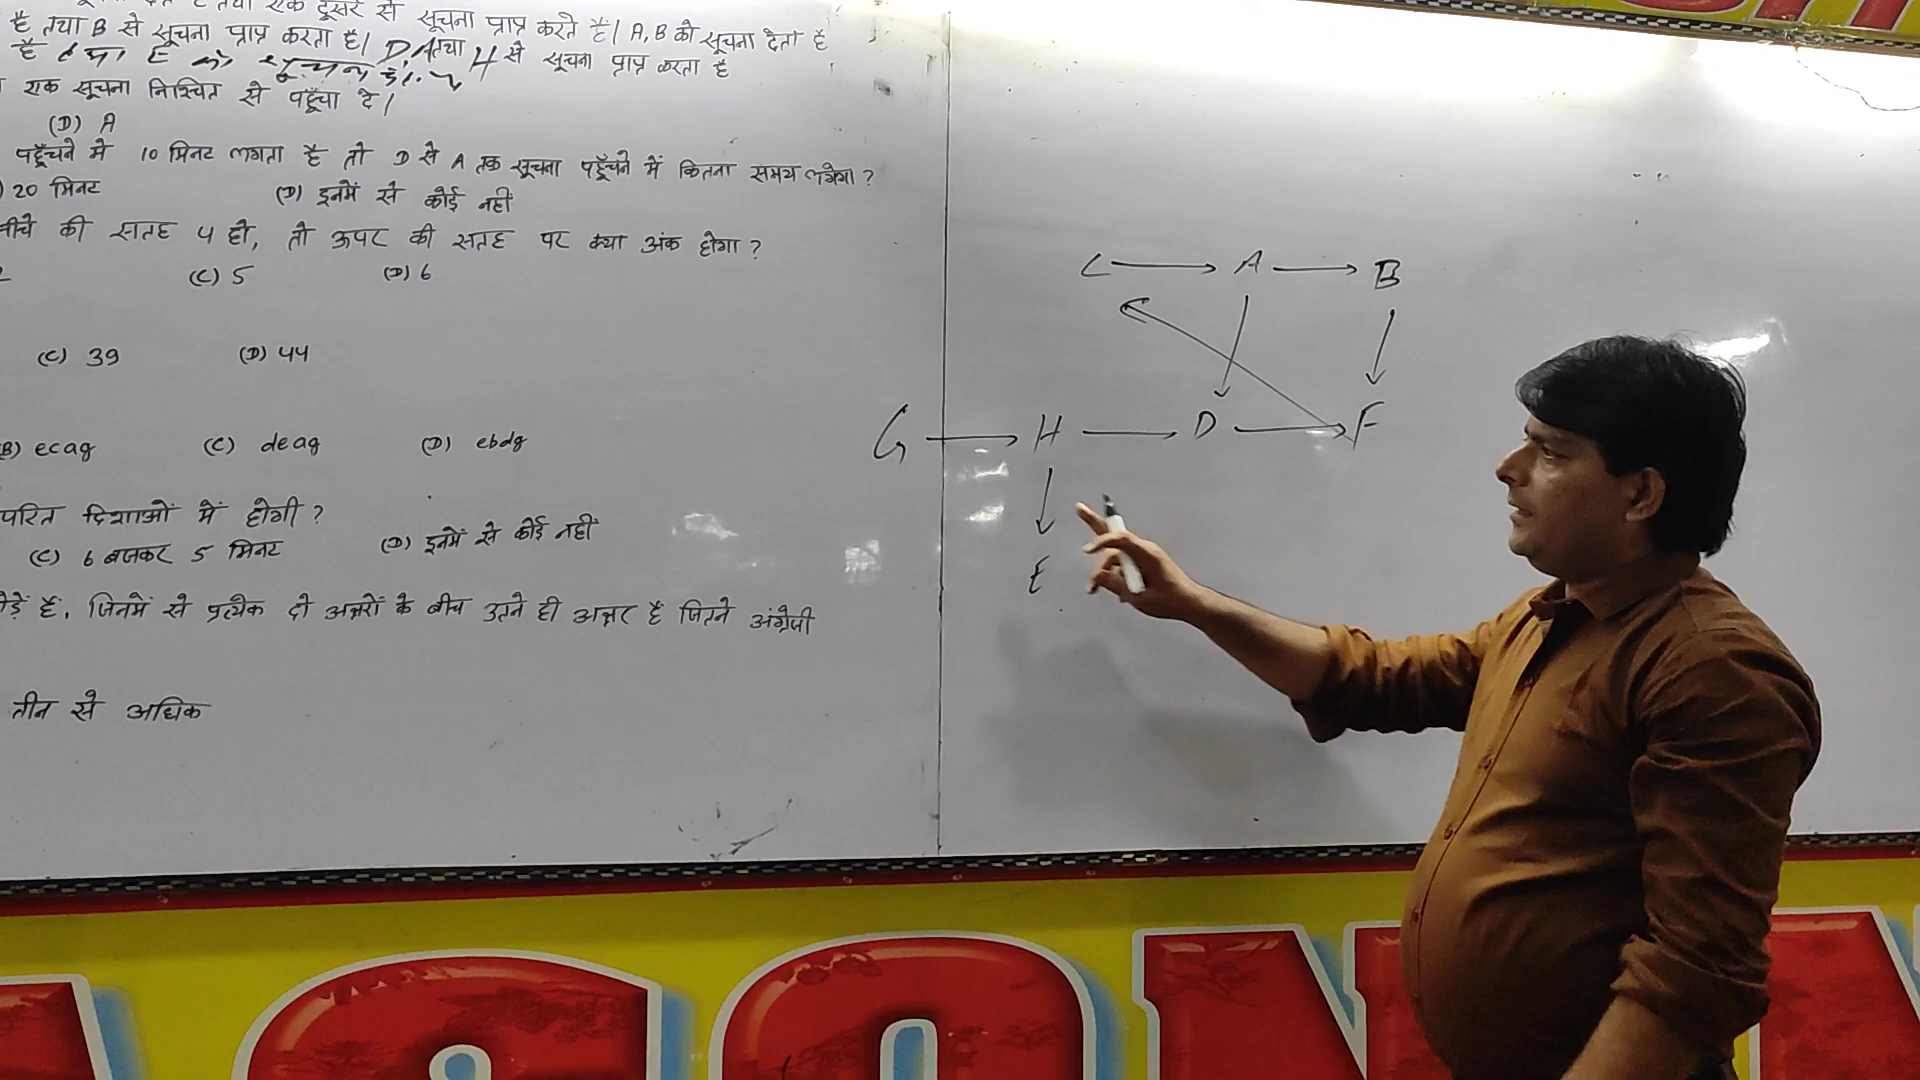 एक दूसरे से सूचना प्राप्त करते हैं। A, B को सूचना देता है
है तथा B से सूचना प्राप्त करता है। D, A तथा H से सूचना प्राप्त करता है
एक सूचना निश्चित से पहुँचा दे।
(D) A
पहुँचने में 10 मिनट लगता है तो D से A तक सूचना पहुँचने में कितना समय लगेगा?
20 मिनट (D) इनमें से कोई नहीं
नीचे की सतह 4 हो, तो ऊपर की सतह पर क्या अंक होगा?
(C) 5 (D) 6
(C) 39 (D) 44
(B) ecag (C) deag (D) ebdg
दिशाओं में होगी?
(C) 6 बजकर 5 मिनट (D) इनमें से कोई नहीं
हैं, जिनमें से प्रत्येक दो अक्षरों के बीच उतने ही अक्षर हैं जितने अंग्रेजी
तीन से अधिक
C A B
G H D F
E